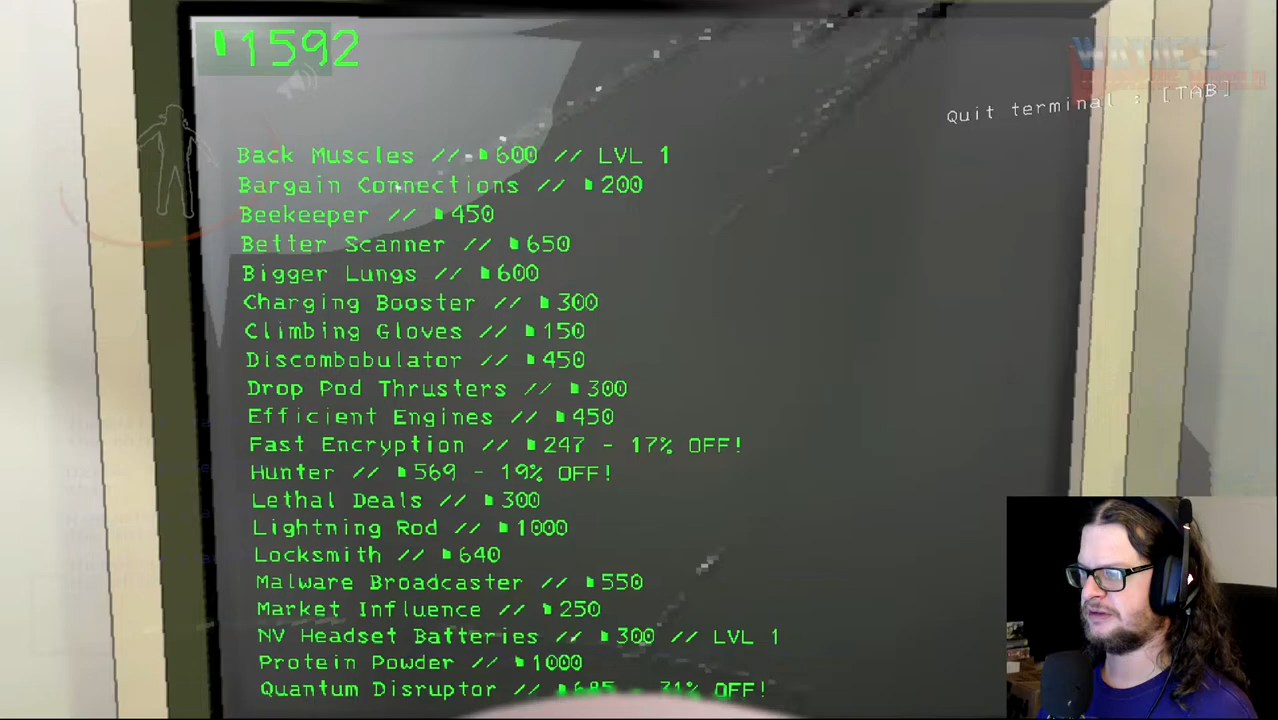 ▮1592
WAYNE'S
Quit terminal : [TAB]
Back Muscles // ▮600 // LVL 1
Bargain Connections // ▮200
Beekeeper // ▮450
Better Scanner // ▮650
Bigger Lungs // ▮600
Charging Booster // ▮300
Climbing Gloves // ▮150
Discombobulator // ▮450
Drop Pod Thrusters // ▮300
Efficient Engines // ▮450
Fast Encryption // ▮247 - 17% OFF!
Hunter // ▮569 - 19% OFF!
Lethal Deals // ▮300
Lightning Rod // ▮1000
Locksmith // ▮640
Malware Broadcaster // ▮550
Market Influence // ▮250
NV Headset Batteries // ▮300 // LVL 1
Protein Powder // ▮1000
Quantum Disruptor // ▮685 - 31% OFF!